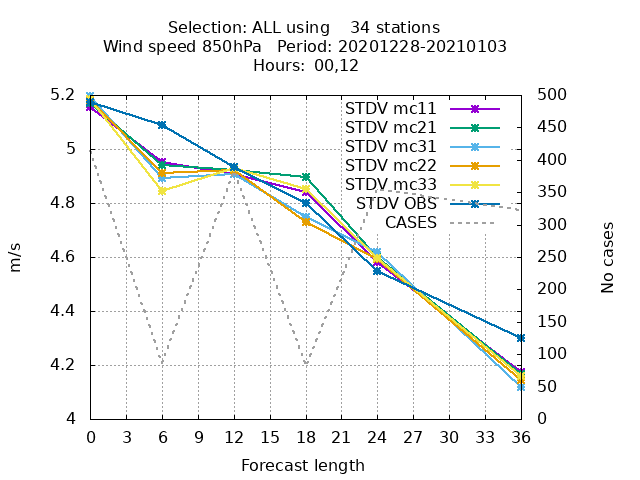 Selection: ALL using    34 stations
Wind speed 850hPa   Period: 20201228-20210103
Hours:  00,12
5.2
5
4.8
4.6
4.4
4.2
4
m/s
STDV mc11
STDV mc21
STDV mc31
STDV mc22
STDV mc33
STDV OBS
CASES
500
450
400
350
300
250
200
150
100
50
0
No cases
0 3 6 9 12 15 18 21 24 27 30 33 36
Forecast length